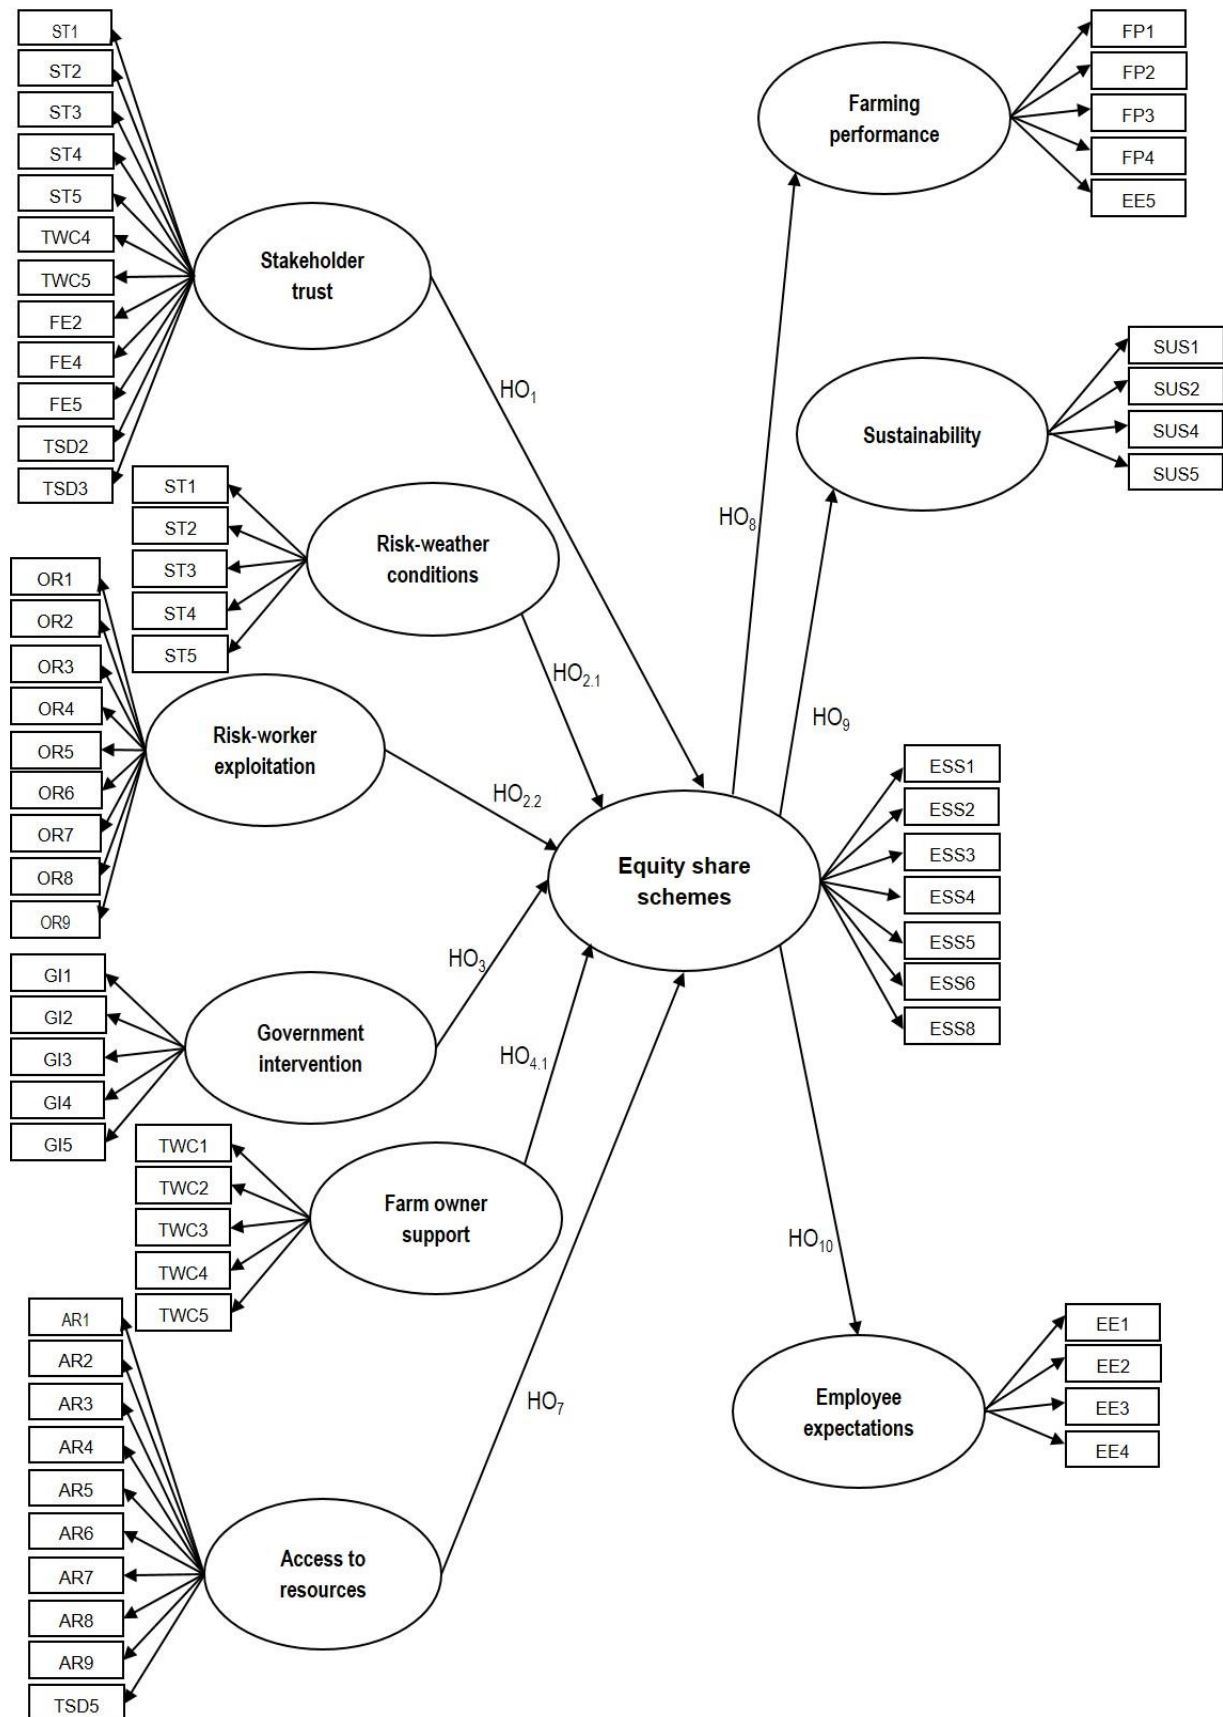 ST1
ST2
ST3
ST4
ST5
TWC4
TWC5
FE2
FE4
FE5
TSD2
TSD3
Stakeholder
trust
HO1
ST1
ST2
ST3
ST4
ST5
Risk-weather
conditions
HO2.1
OR1
OR2
OR3
OR4
OR5
OR6
OR7
OR8
OR9
Risk-worker
exploitation
HO2.2
GI1
GI2
GI3
GI4
GI5
Government
intervention
HO3
TWC1
TWC2
TWC3
TWC4
TWC5
Farm owner
support
HO4.1
AR1
AR2
AR3
AR4
AR5
AR6
AR7
AR8
AR9
TSD5
Access to
resources
HO7
Equity share
schemes
ESS1
ESS2
ESS3
ESS4
ESS5
ESS6
ESS8
HO8
Farming
performance
FP1
FP2
FP3
FP4
EE5
HO9
Sustainability
SUS1
SUS2
SUS4
SUS5
HO10
Employee
expectations
EE1
EE2
EE3
EE4